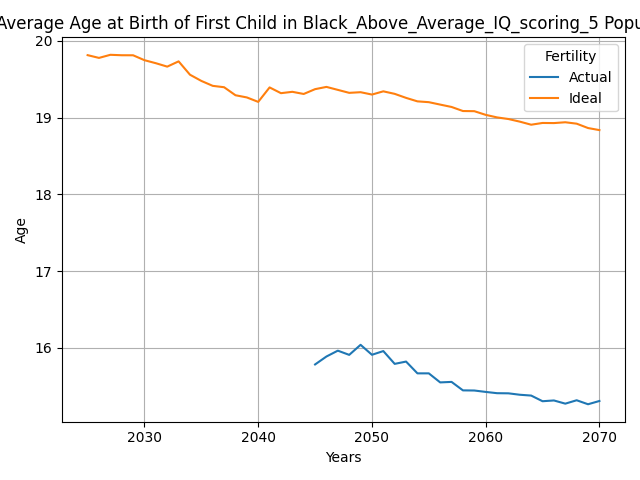 Average Age at Birth of First Child in Black_Above_Average_IQ_scoring_5 Popu
20
19
18
17
16
Age
2030 2040 2050 2060 2070
Years
Fertility
Actual
Ideal